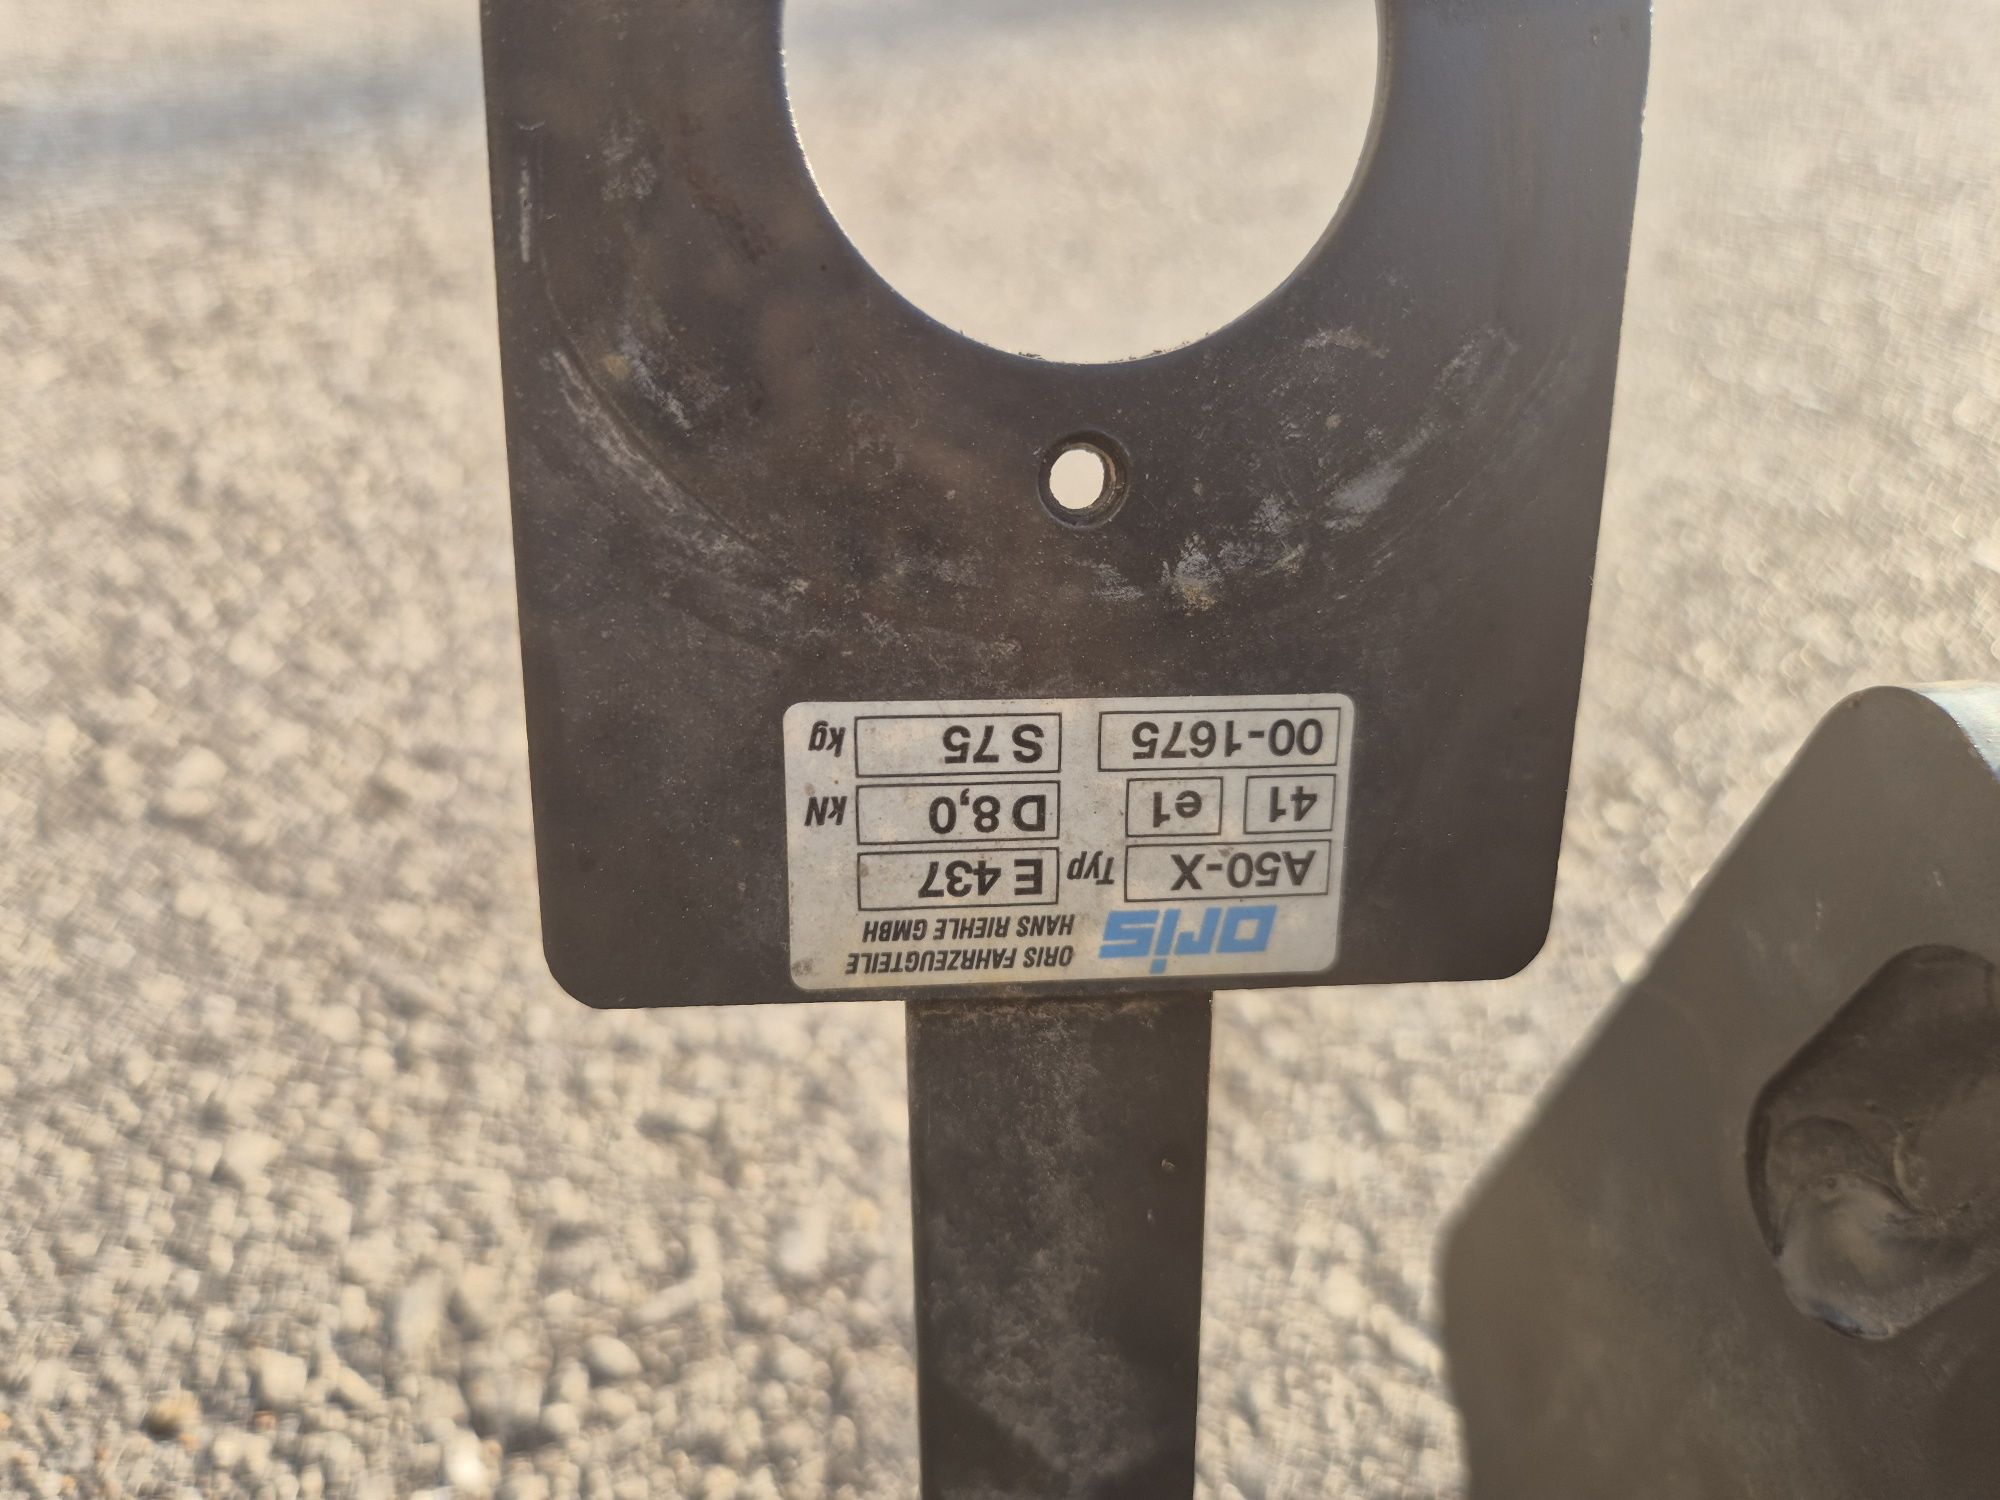 oris ORIS FAHRZEUGTEILE
HANS RIEHLE GMBH
A50-X Typ E 437
41 e1 D 8,0 kN
00-1675 S 75 kg